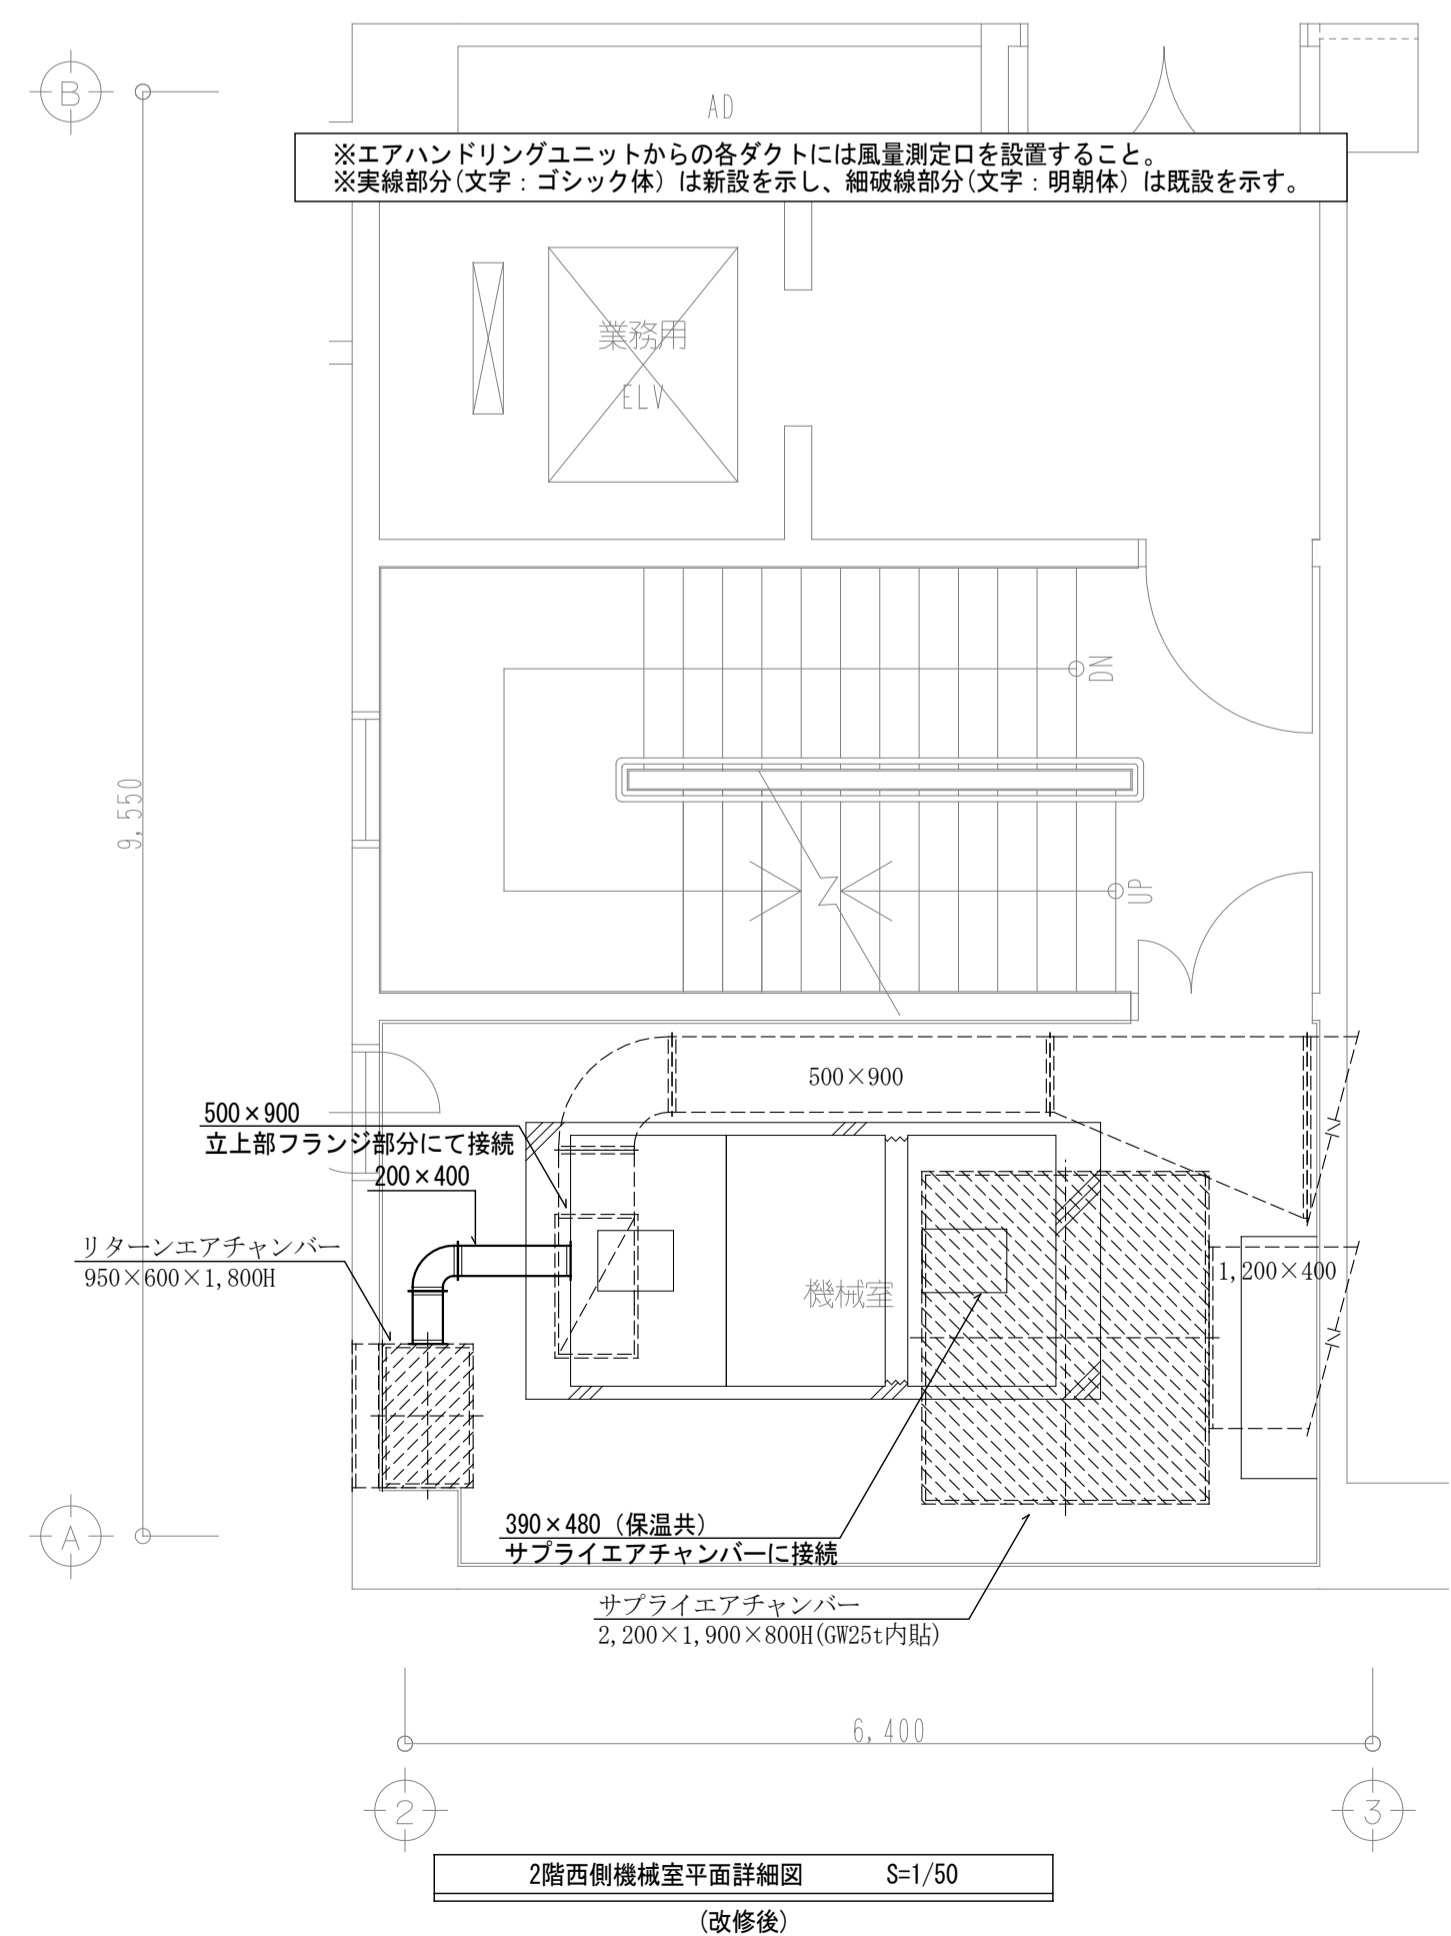 B
AD
※エアハンドリングユニットからの各ダクトには風量測定口を設置すること。
※実線部分(文字：ゴシック体）は新設を示し、細破線部分(文字：明朝体）は既設を示す。
業務用
ELV
DN
9,550
UP
500×900
500×900
立上部フランジ部分にて接続
200×400
リターンエアチャンバー
950×600×1,800H
機械室
1,200×400
390×480（保温共）
サプライエアチャンバーに接続
A
サプライエアチャンバー
2,200×1,900×800H(GW25t内貼)
6,400
2
3
2階西側機械室平面詳細図 S=1/50
(改修後)